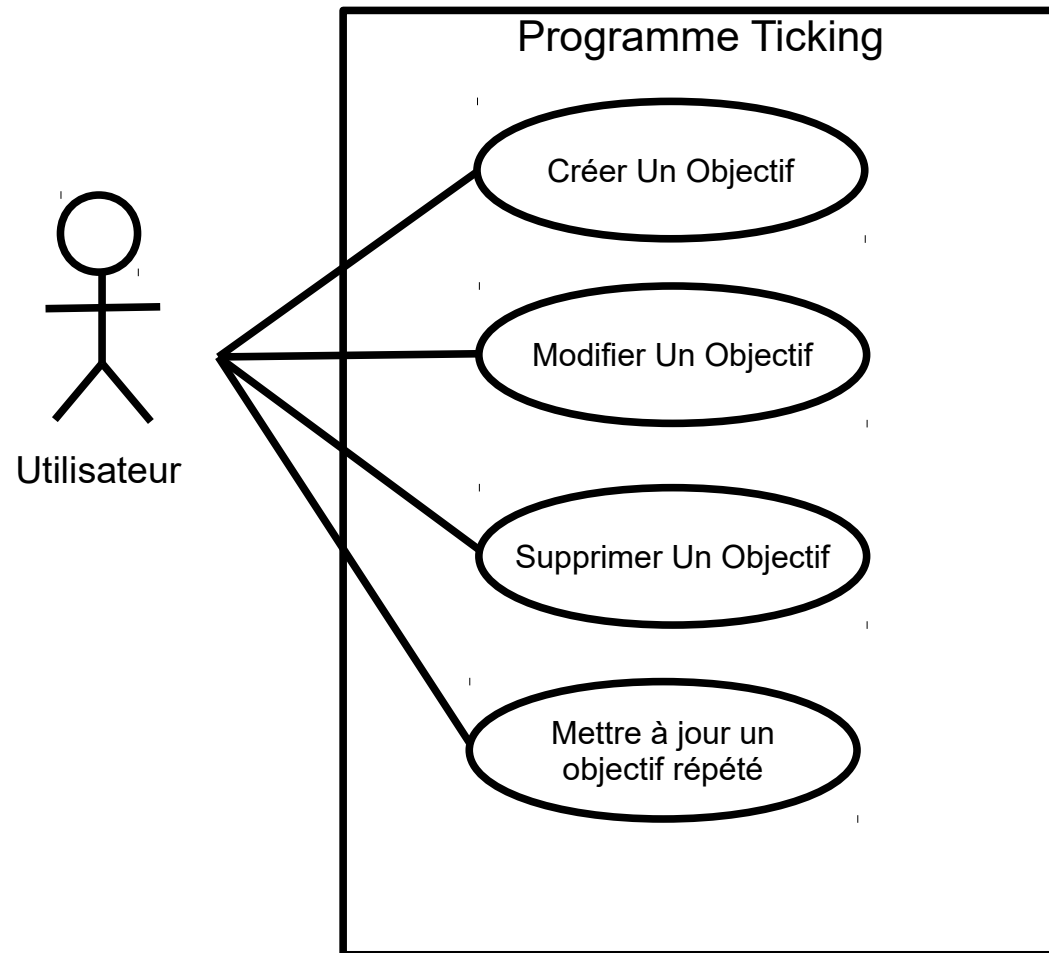 Programme Ticking
Créer Un Objectif
Modifier Un Objectif
Utilisateur
Supprimer Un Objectif
Mettre à jour un
objectif répété